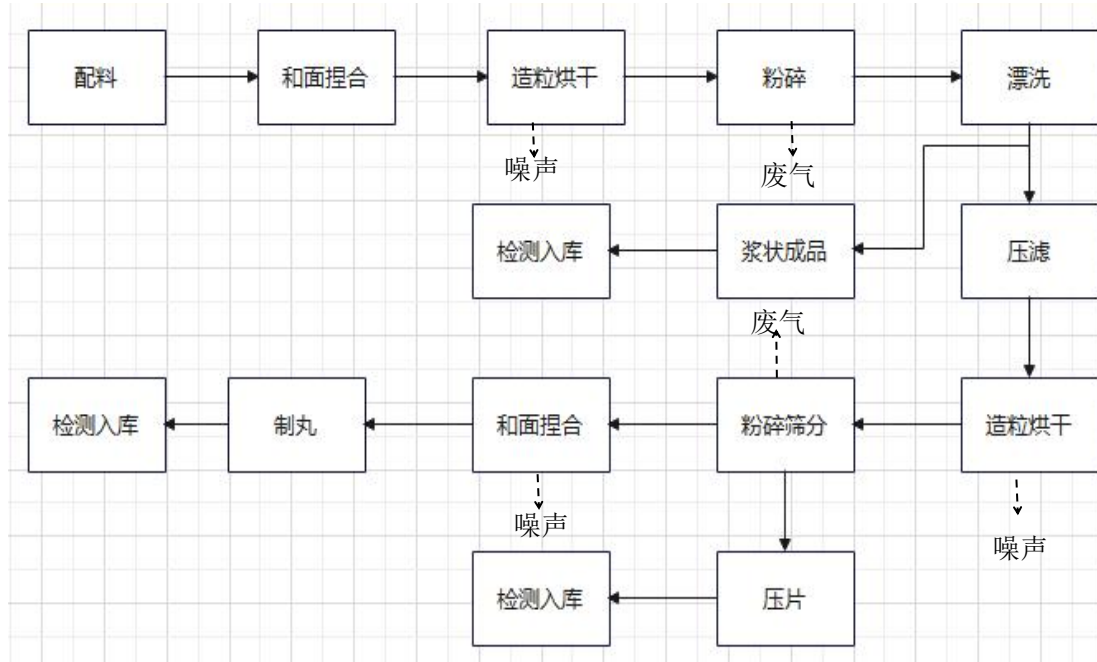 配料
和面捏合
造粒烘干
粉碎
漂洗
噪声
废气
检测入库
浆状成品
压滤
废气
检测入库
制丸
和面捏合
粉碎筛分
造粒烘干
噪声
噪声
检测入库
压片